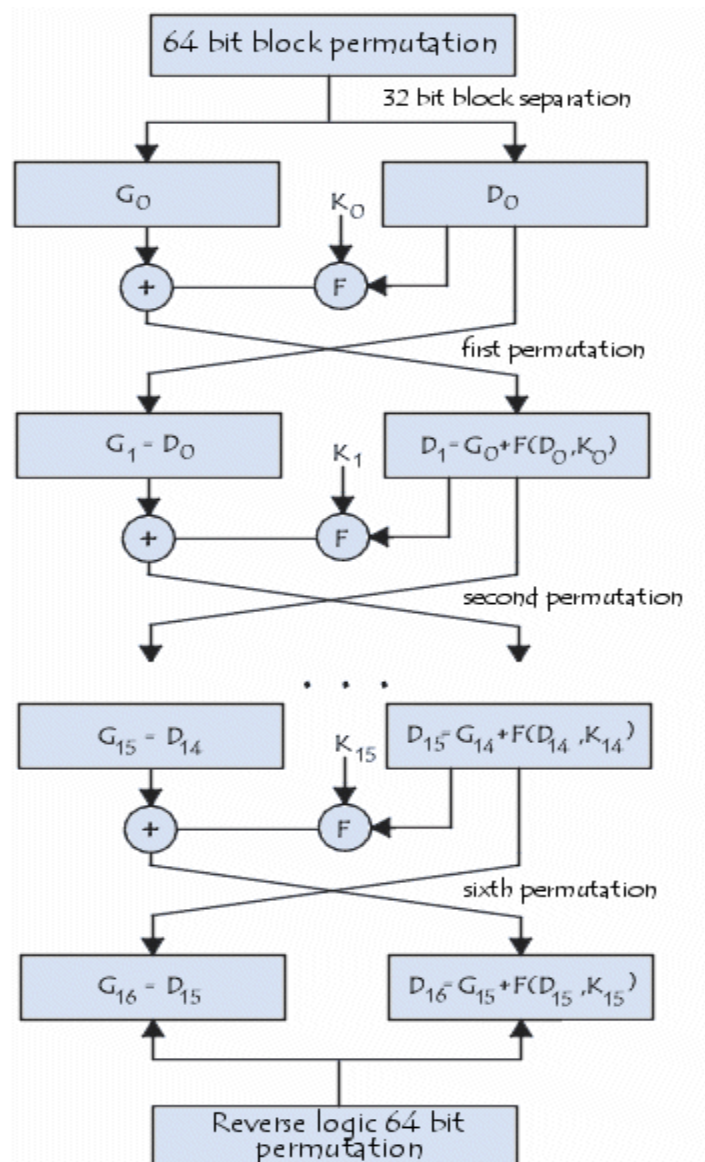 64 bit block permutation
32 bit block separation
G0
K0
D0
+
F
first permutation
G1 = D0
K1
D1=G0+F(D0,K0)
+
F
second permutation
. . .
G15 = D14
K15
D15=G14+F(D14,K14)
+
F
sixth permutation
G16 = D15
D16=G15+F(D15,K15)
Reverse logic 64 bit
permutation